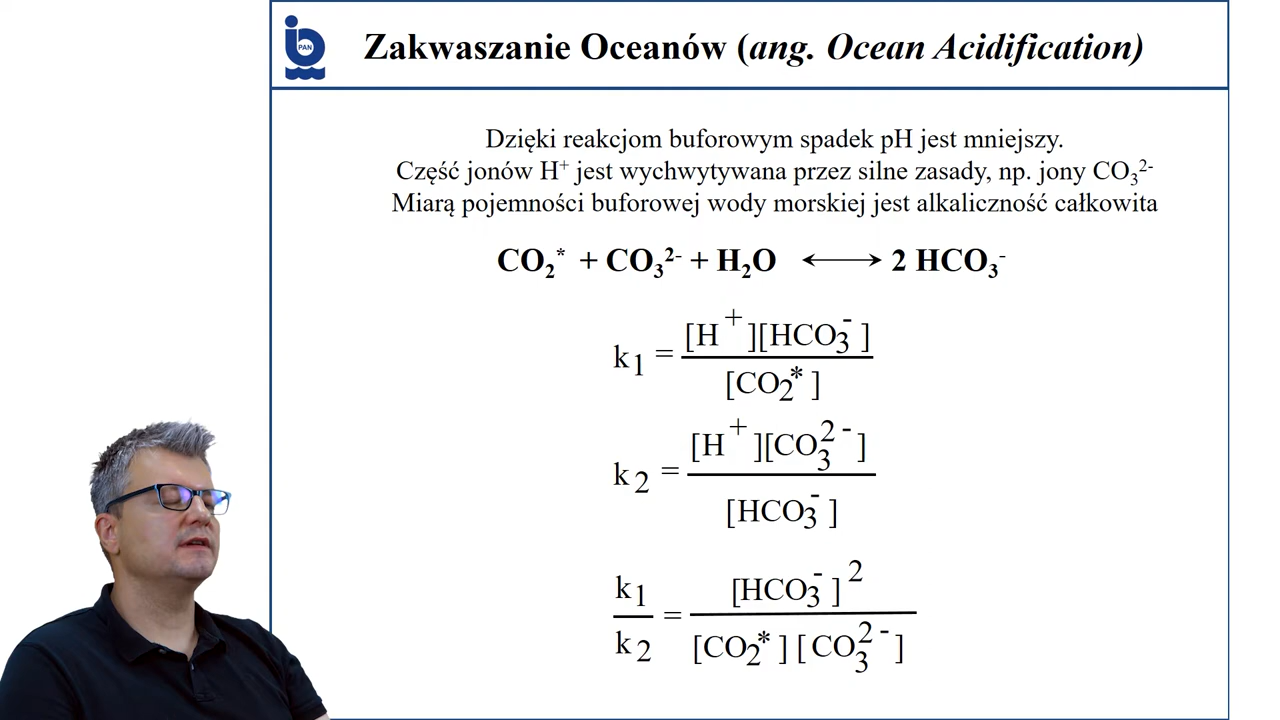 PAN
Zakwaszanie Oceanów (ang. Ocean Acidification)
Dzięki reakcjom buforowym spadek pH jest mniejszy.
Część jonów H⁺ jest wychwytywana przez silne zasady, np. jony CO₃²⁻
Miarą pojemności buforowej wody morskiej jest alkaliczność całkowita
CO₂* + CO₃²⁻ + H₂O ⟷ 2 HCO₃⁻
k₁ = [H⁺][HCO₃⁻] / [CO₂*]
k₂ = [H⁺][CO₃²⁻] / [HCO₃⁻]
k₁ / k₂ = [HCO₃⁻]² / [CO₂*][CO₃²⁻]